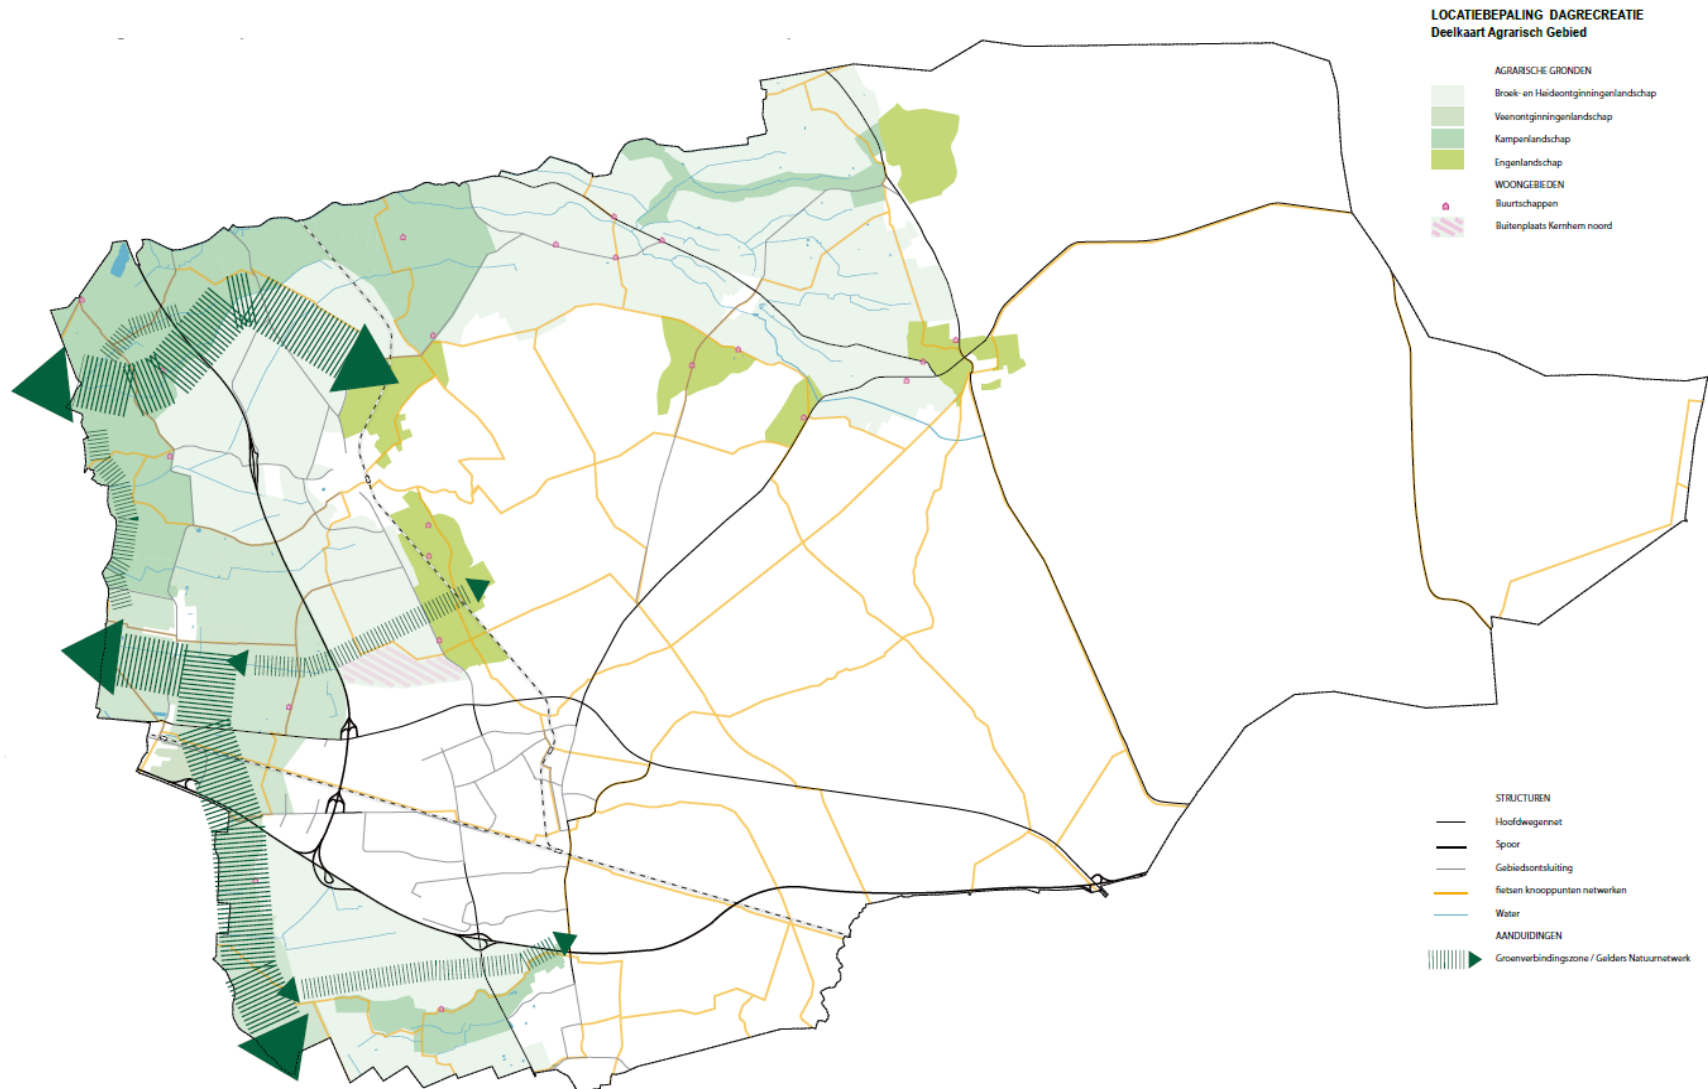 LOCATIEBEPALING DAGRECREATIE
Deelkaart Agrarisch Gebied
AGRARISCHE GRONDEN
Broek- en Heideontginningenlandschap
Veenontginningenlandschap
Kampenlandschap
Engenlandschap
WOONGEBIEDEN
Buurtschappen
Buitenplaats Kernhem noord
STRUCTUREN
Hoofdwegennet
Spoor
Gebiedsontsluiting
fietsen knooppunten netwerken
Water
AANDUIDINGEN
Groenverbindingszone / Gelders Natuurnetwerk